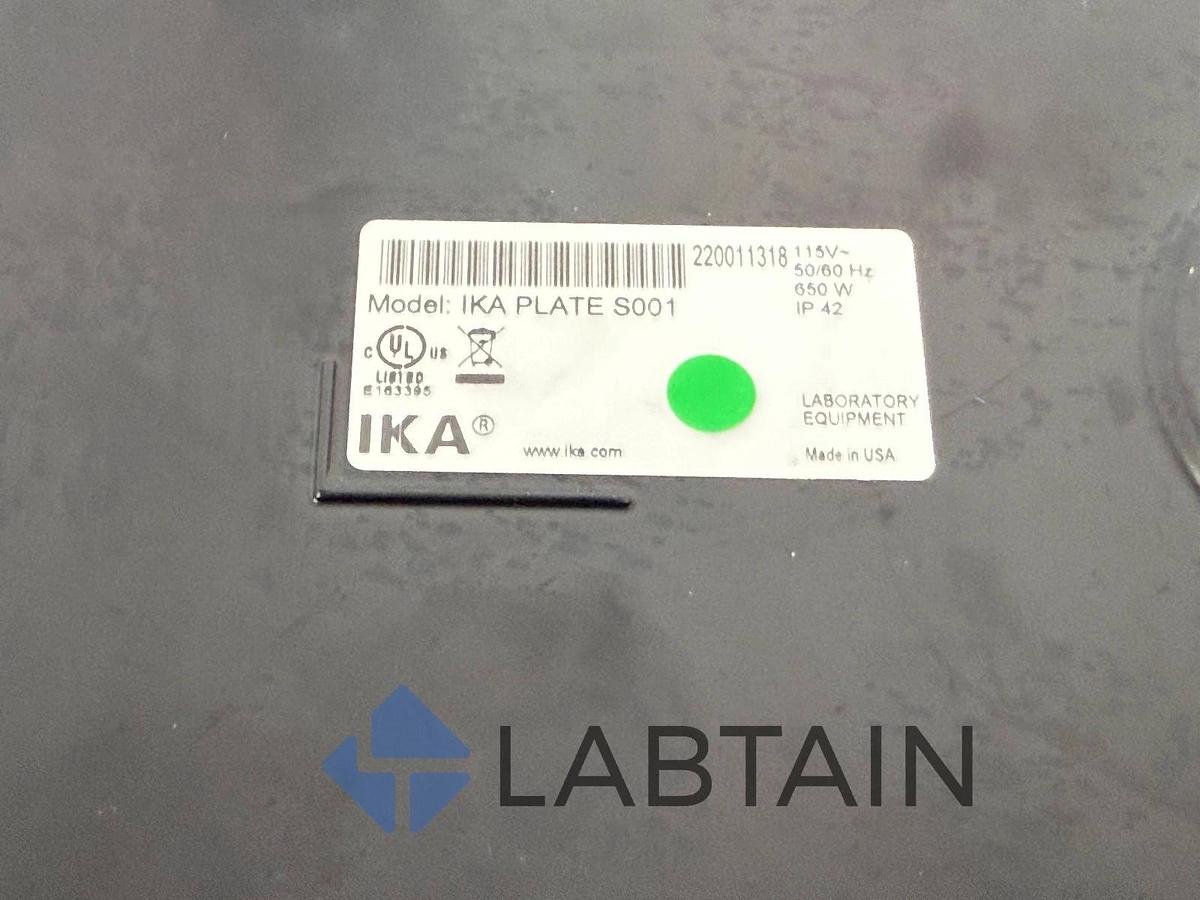 220011318
115V~
50/60 Hz
650 W
IP 42
Model: IKA PLATE S001
C UL US
LISTED
E163395
IKA®
www.ika.com
LABORATORY
EQUIPMENT
Made in USA
LABTAIN